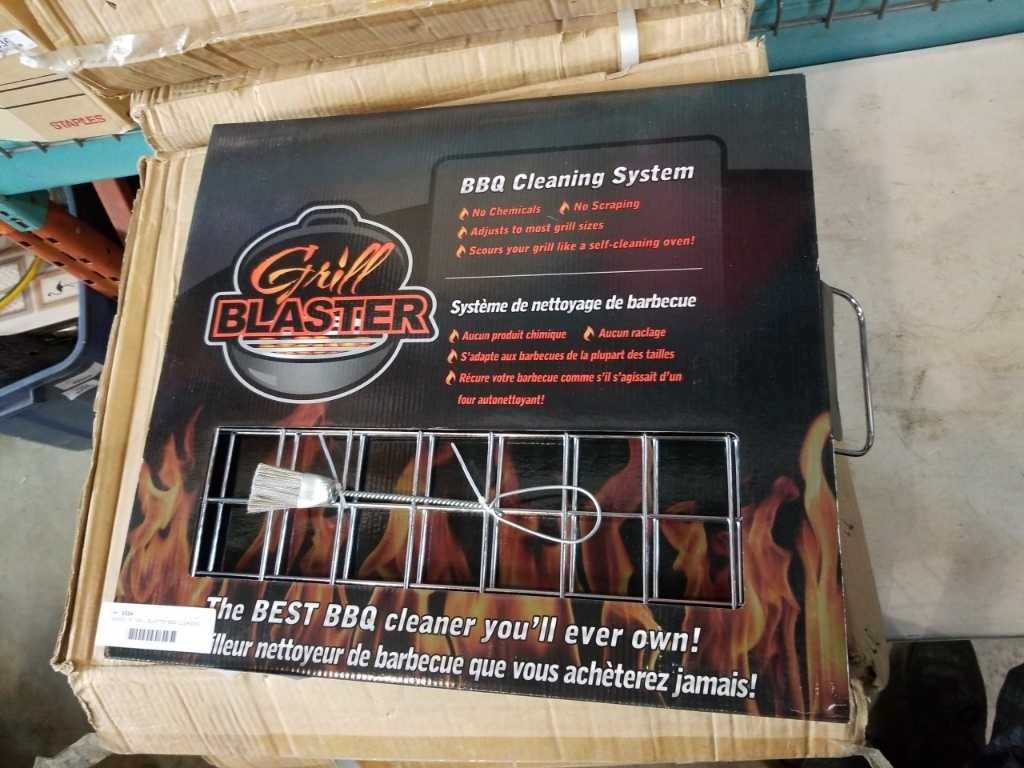 STAPLES
BBQ Cleaning System
No Chemicals No Scraping
Adjusts to most grill sizes
Scours your grill like a self-cleaning oven!
Grill
BLASTER
Système de nettoyage de barbecue
Aucun produit chimique Aucun raclage
S'adapte aux barbecues de la plupart des tailles
Récure votre barbecue comme s'il s'agissait d'un
four autonettoyant!
The BEST BBQ cleaner you'll ever own!
illeur nettoyeur de barbecue que vous achèterez jamais!